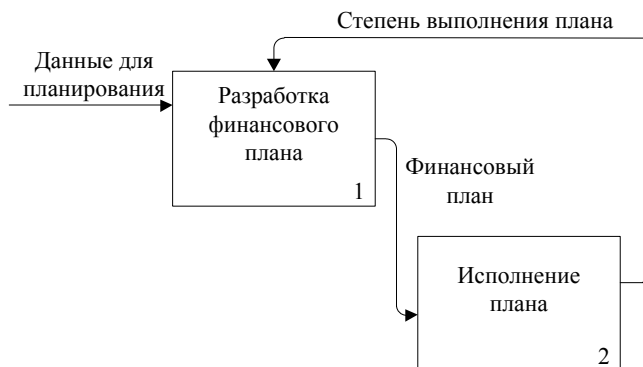 Степень выполнения плана
Данные для
планирования
Разработка
финансового
плана
1
Финансовый
план
Исполнение
плана
2